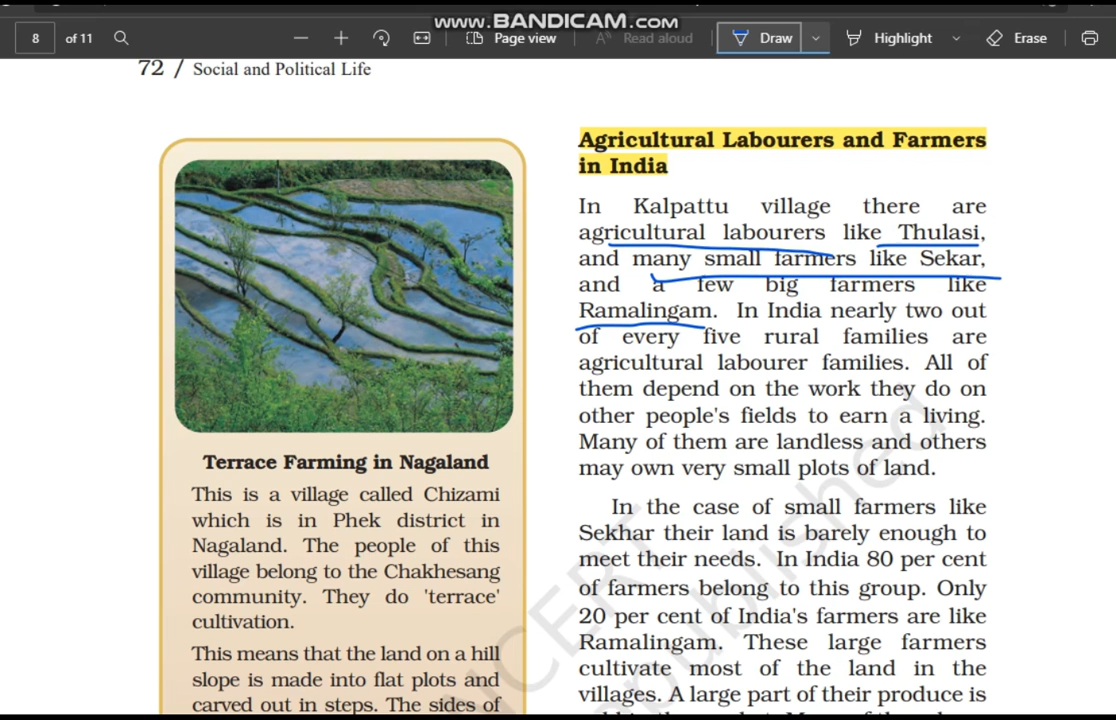 www.BANDICAM.com
8 of 11
Page view
Read aloud
Draw
Highlight
Erase
72 / Social and Political Life
Terrace Farming in Nagaland
This is a village called Chizami
which is in Phek district in
Nagaland. The people of this
village belong to the Chakhesang
community. They do 'terrace'
cultivation.
This means that the land on a hill
slope is made into flat plots and
carved out in steps. The sides of
Agricultural Labourers and Farmers
in India
In Kalpattu village there are
agricultural labourers like Thulasi,
and many small farmers like Sekar,
and a few big farmers like
Ramalingam. In India nearly two out
of every five rural families are
agricultural labourer families. All of
them depend on the work they do on
other people's fields to earn a living.
Many of them are landless and others
may own very small plots of land.
In the case of small farmers like
Sekhar their land is barely enough to
meet their needs. In India 80 per cent
of farmers belong to this group. Only
20 per cent of India's farmers are like
Ramalingam. These large farmers
cultivate most of the land in the
villages. A large part of their produce is